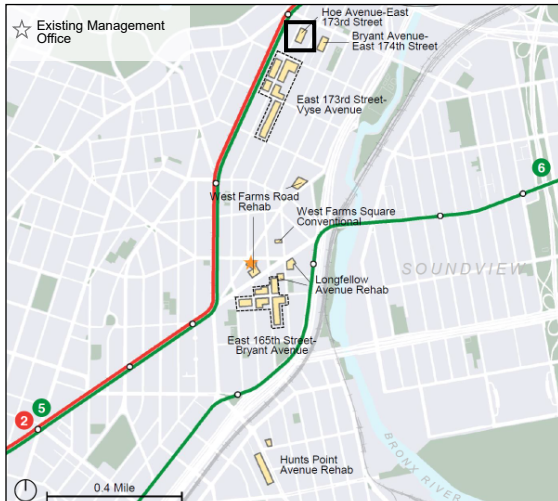 Existing Management
Office
Hoe Avenue-East
173rd Street
Bryant Avenue-
East 174th Street
East 173rd Street-
Vyse Avenue
6
West Farms Road
Rehab
West Farms Square
Conventional
SOUNDVIEW
Longfellow
Avenue Rehab
East 165th Street-
Bryant Avenue
2
5
Hunts Point
Avenue Rehab
BRONX RIVER
0.4 Mile